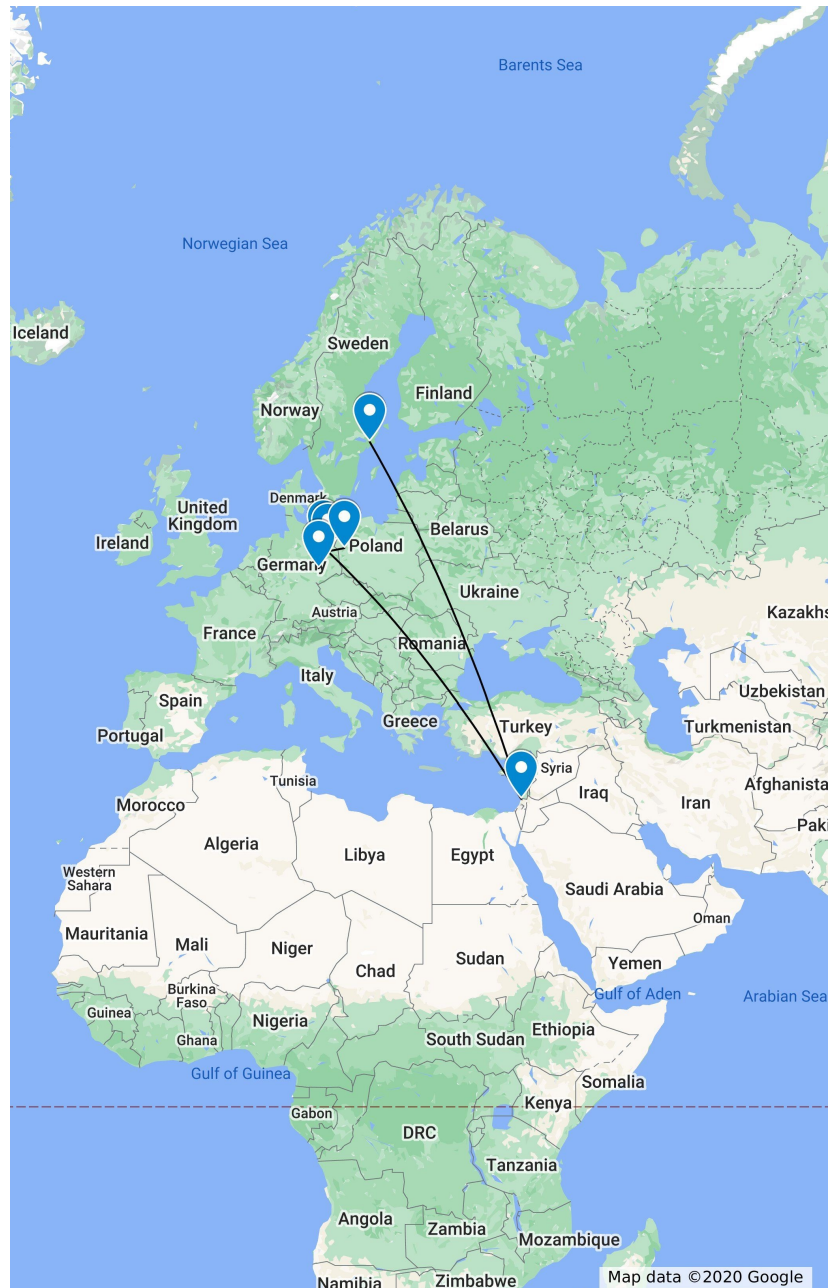 Barents Sea
Norwegian Sea
Iceland
Sweden
Finland
Norway
Denmark
United
Kingdom
Ireland
Belarus
Poland
Germany
Ukraine
Austria
Kazakhs
France
Romania
Italy
Uzbekistan
Spain
Greece
Turkey
Turkmenistan
Portugal
Syria
Tunisia
Afghanista
Iraq
Iran
Morocco
Paki
Algeria
Libya
Egypt
Western
Sahara
Saudi Arabia
Oman
Mauritania
Mali
Niger
Sudan
Chad
Yemen
Burkina
Faso
Gulf of Aden
Arabian Sea
Guinea
Nigeria
Ethiopia
Ghana
South Sudan
Gulf of Guinea
Somalia
Kenya
Gabon
DRC
Tanzania
Angola
Zambia
Mozambique
Namibia
Zimbabwe
Map data ©2020 Google